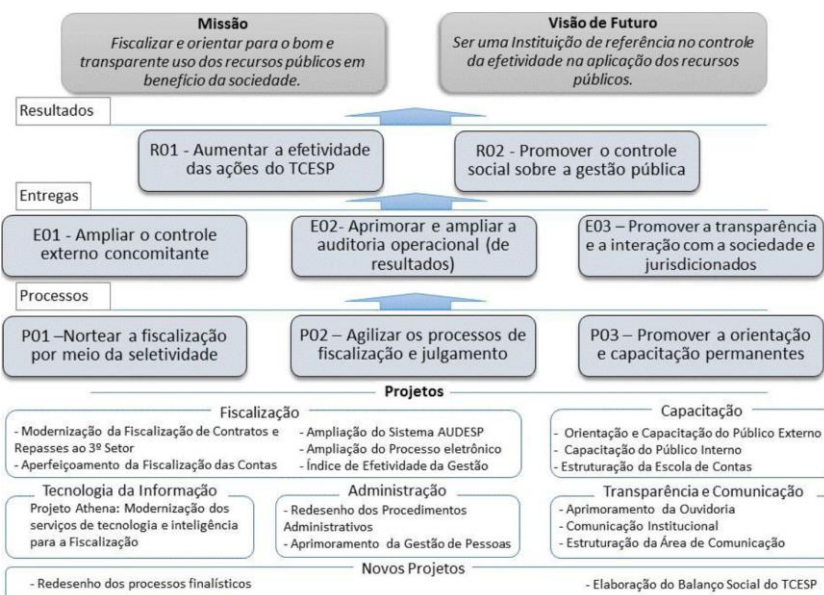 Missão
Fiscalizar e orientar para o bom e
transparente uso dos recursos públicos em
benefício da sociedade.
Visão de Futuro
Ser uma Instituição de referência no controle
da efetividade na aplicação dos recursos
públicos.
Resultados
R01 - Aumentar a efetividade
das ações do TCESP
R02 - Promover o controle
social sobre a gestão pública
Entregas
E01 - Ampliar o controle
externo concomitante
E02- Aprimorar e ampliar a
auditoria operacional (de
resultados)
E03 – Promover a transparência
e a interação com a sociedade e
jurisdicionados
Processos
P01 –Nortear a fiscalização
por meio da seletividade
P02 – Agilizar os processos de
fiscalização e julgamento
P03 – Promover a orientação
e capacitação permanentes
Projetos
Fiscalização
- Modernização da Fiscalização de Contratos e
Repasses ao 3º Setor
- Aperfeiçoamento da Fiscalização das Contas
- Ampliação do Sistema AUDESP
- Ampliação do Processo eletrônico
- Índice de Efetividade da Gestão
Capacitação
- Orientação e Capacitação do Público Externo
- Capacitação do Público Interno
- Estruturação da Escola de Contas
Tecnologia da Informação
Projeto Athena: Modernização dos
serviços de tecnologia e inteligência
para a Fiscalização
Administração
- Redesenho dos Procedimentos
Administrativos
- Aprimoramento da Gestão de Pessoas
Transparência e Comunicação
- Aprimoramento da Ouvidoria
- Comunicação Institucional
- Estruturação da Área de Comunicação
Novos Projetos
- Redesenho dos processos finalísticos
- Elaboração do Balanço Social do TCESP